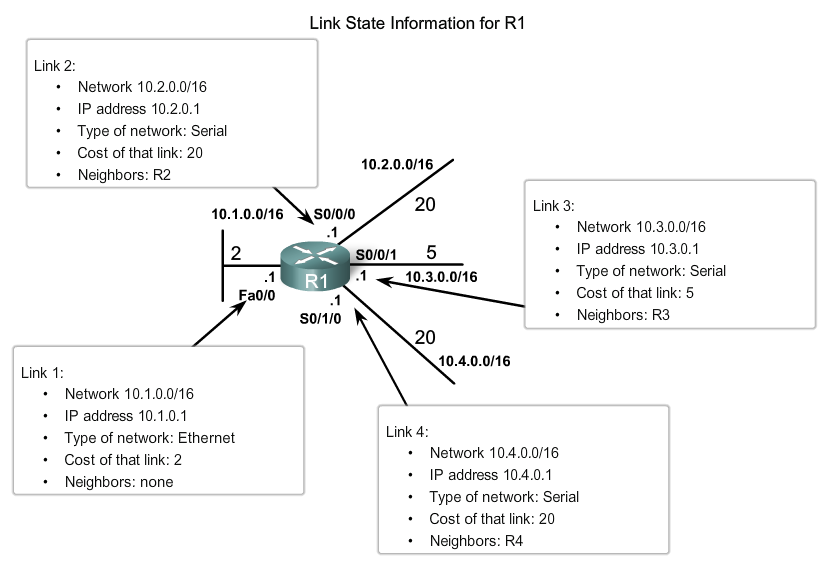 Link State Information for R1
Link 2:
• Network 10.2.0.0/16
• IP address 10.2.0.1
• Type of network: Serial
• Cost of that link: 20
• Neighbors: R2
10.2.0.0/16
20
10.1.0.0/16
S0/0/0
.1
2
.1
Fa0/0
R1
S0/0/1
5
.1
10.3.0.0/16
.1
S0/1/0
20
10.4.0.0/16
Link 3:
• Network 10.3.0.0/16
• IP address 10.3.0.1
• Type of network: Serial
• Cost of that link: 5
• Neighbors: R3
Link 1:
• Network 10.1.0.0/16
• IP address 10.1.0.1
• Type of network: Ethernet
• Cost of that link: 2
• Neighbors: none
Link 4:
• Network 10.4.0.0/16
• IP address 10.4.0.1
• Type of network: Serial
• Cost of that link: 20
• Neighbors: R4